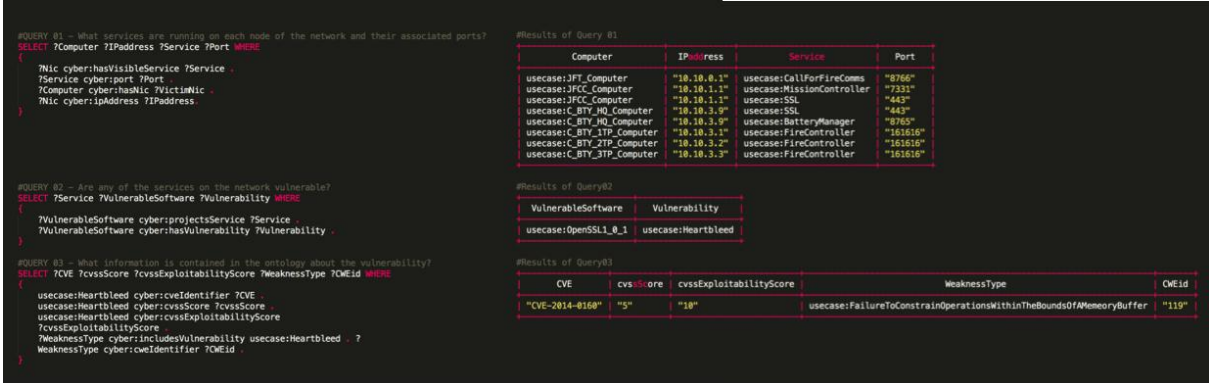 #QUERY 01 – What services are running on each node of the network and their associated ports?
SELECT ?Computer ?IPaddress ?Service ?Port WHERE
{
?Nic cyber:hasVisibleService ?Service .
?Service cyber:port ?Port .
?Computer cyber:hasNic ?VictimNic .
?Nic cyber:ipAddress ?IPaddress.
}
#Results of Query 01
Computer | IPaddress | Service | Port
usecase:JFT_Computer | "10.10.0.1" | usecase:CallForFireComms | "8766"
usecase:JFCC_Computer | "10.10.1.1" | usecase:MissionController | "7331"
usecase:JFCC_Computer | "10.10.1.1" | usecase:SSL | "443"
usecase:C_BTY_HQ_Computer | "10.10.3.9" | usecase:SSL | "443"
usecase:C_BTY_HQ_Computer | "10.10.3.9" | usecase:BatteryManager | "8765"
usecase:C_BTY_1TP_Computer | "10.10.3.1" | usecase:FireController | "161616"
usecase:C_BTY_2TP_Computer | "10.10.3.2" | usecase:FireController | "161616"
usecase:C_BTY_3TP_Computer | "10.10.3.3" | usecase:FireController | "161616"
#QUERY 02 – Are any of the services on the network vulnerable?
SELECT ?Service ?VulnerableSoftware ?Vulnerability WHERE
{
?VulnerableSoftware cyber:projectsService ?Service .
?VulnerableSoftware cyber:hasVulnerability ?Vulnerability .
}
#Results of Query02
VulnerableSoftware | Vulnerability
usecase:OpenSSL1_0_1 | usecase:Heartbleed
#QUERY 03 – What information is contained in the ontology about the vulnerability?
SELECT ?CVE ?cvssScore ?cvssExploitabilityScore ?WeaknessType ?CWEid WHERE
{
usecase:Heartbleed cyber:cveIdentifier ?CVE .
usecase:Heartbleed cyber:cvssScore ?cvssScore .
usecase:Heartbleed cyber:cvssExploitabilityScore
?cvssExploitabilityScore .
?WeaknessType cyber:includesVulnerability usecase:Heartbleed . ?
WeaknessType cyber:cweIdentifier ?CWEid .
}
#Results of Query03
CVE | cvssScore | cvssExploitabilityScore | WeaknessType | CWEid
"CVE-2014-0160" | "5" | "10" | usecase:FailureToConstrainOperationsWithinTheBoundsOfAMemeoryBuffer | "119"